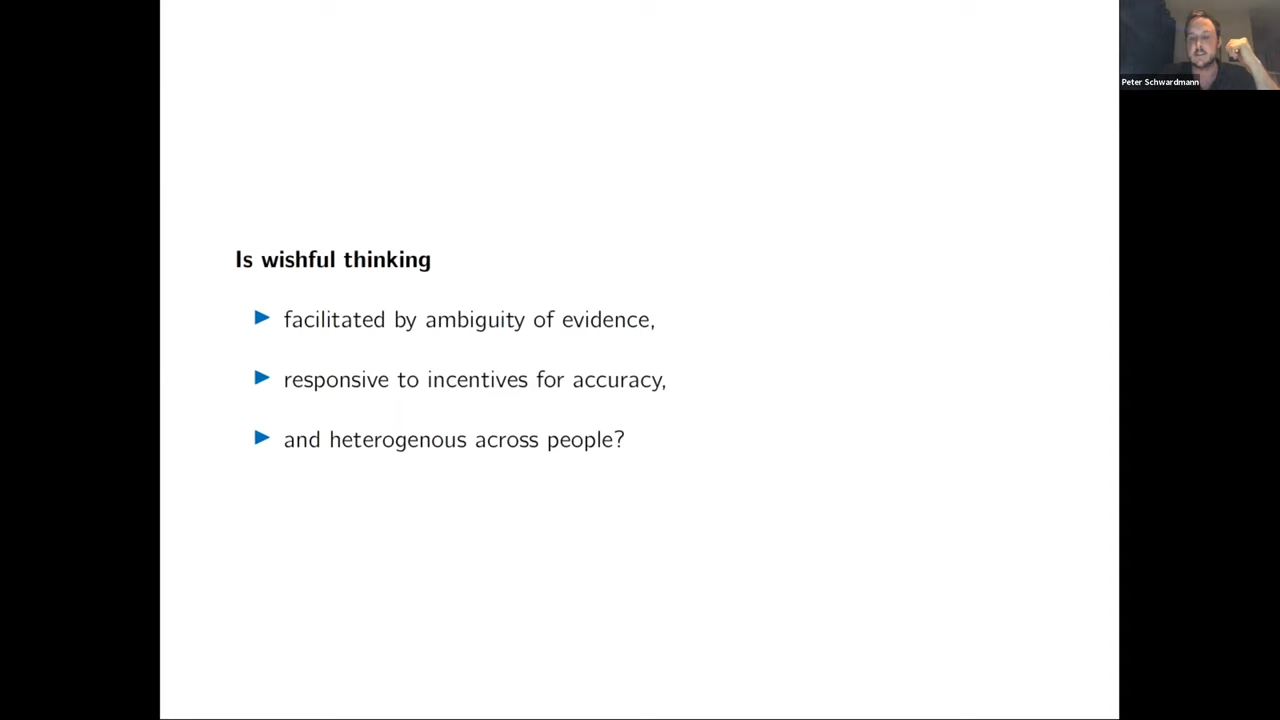 Peter Schwardmann
Is wishful thinking
▶ facilitated by ambiguity of evidence,
▶ responsive to incentives for accuracy,
▶ and heterogenous across people?